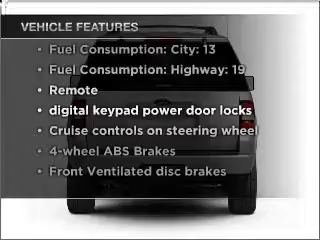 VEHICLE FEATURES
• Fuel Consumption: City: 13
• Fuel Consumption: Highway: 19
• Remote
• digital keypad power door locks
• Cruise controls on steering wheel
• 4-wheel ABS Brakes
• Front Ventilated disc brakes